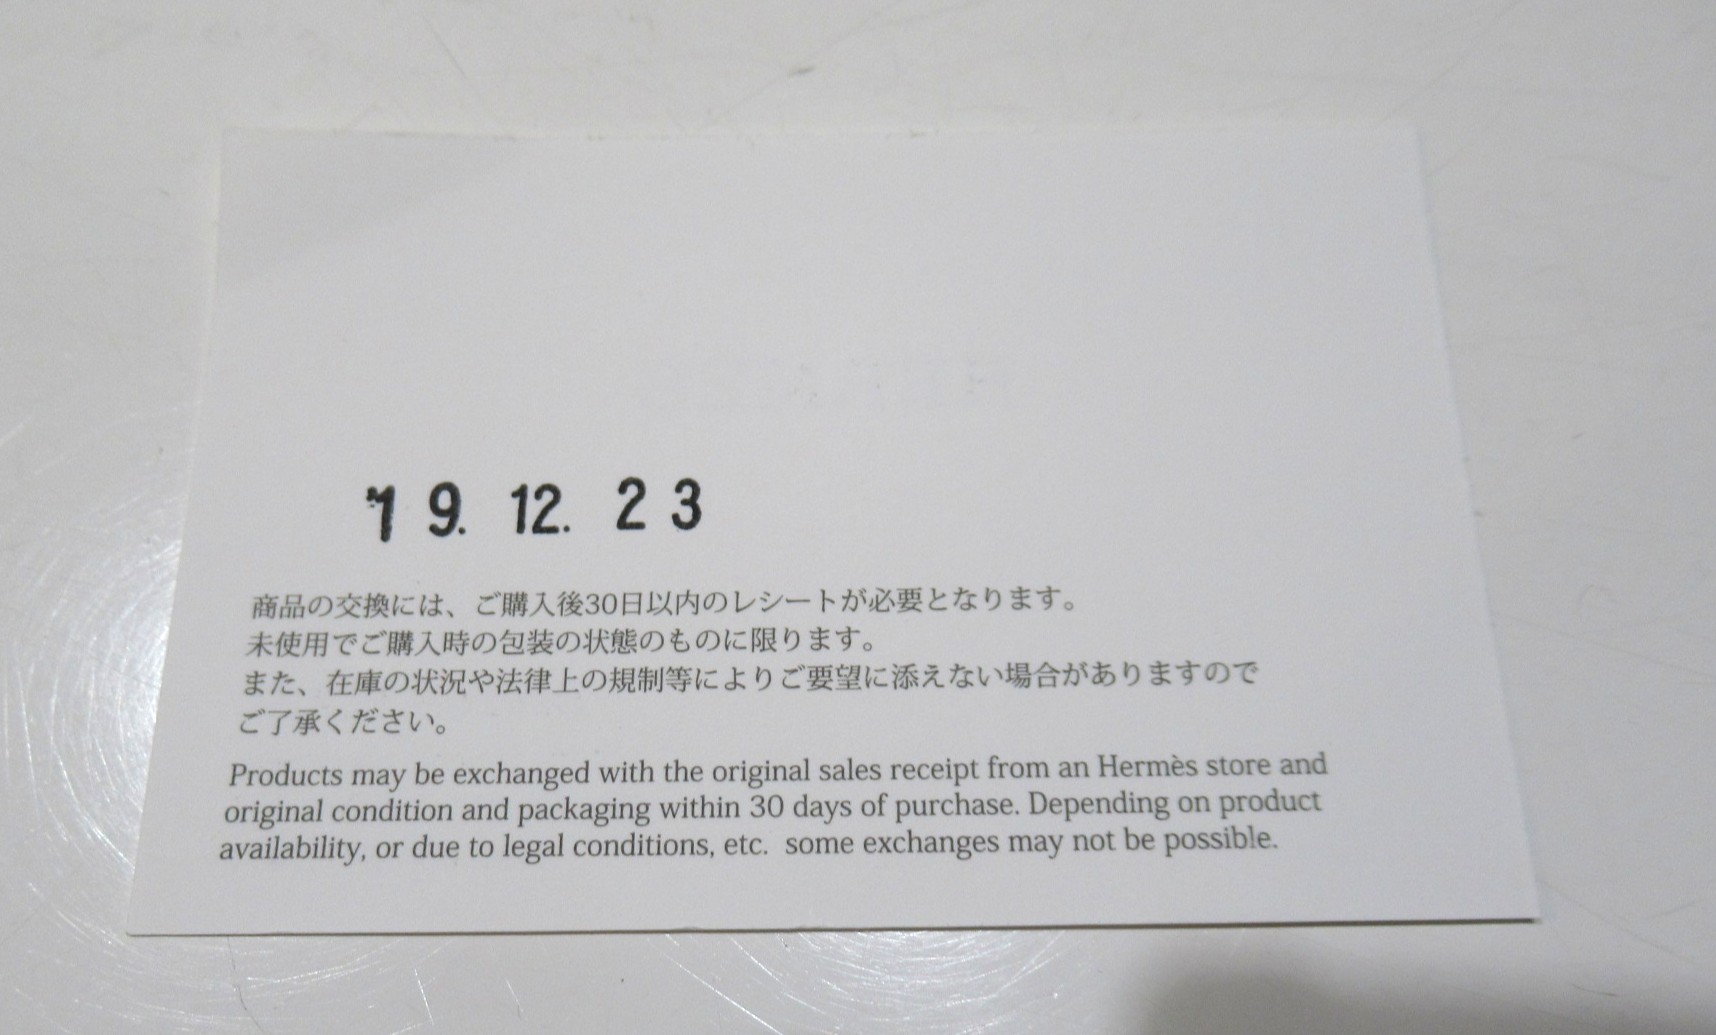 19. 12. 23
商品の交換には、ご購入後30日以内のレシートが必要となります。
未使用でご購入時の包装の状態のものに限ります。
また、在庫の状況や法律上の規制等によりご要望に添えない場合がありますので
ご了承ください。
Products may be exchanged with the original sales receipt from an Hermès store and
original condition and packaging within 30 days of purchase. Depending on product
availability, or due to legal conditions, etc.  some exchanges may not be possible.